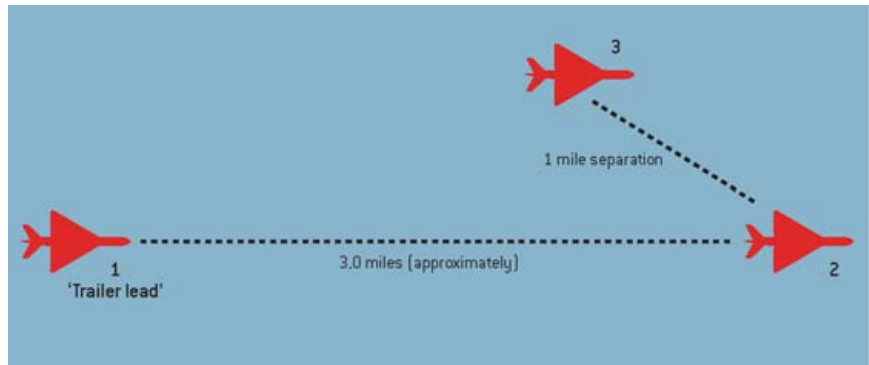 3
1 mile separation
3,0 miles (approximately)
1
'Trailer lead'
2